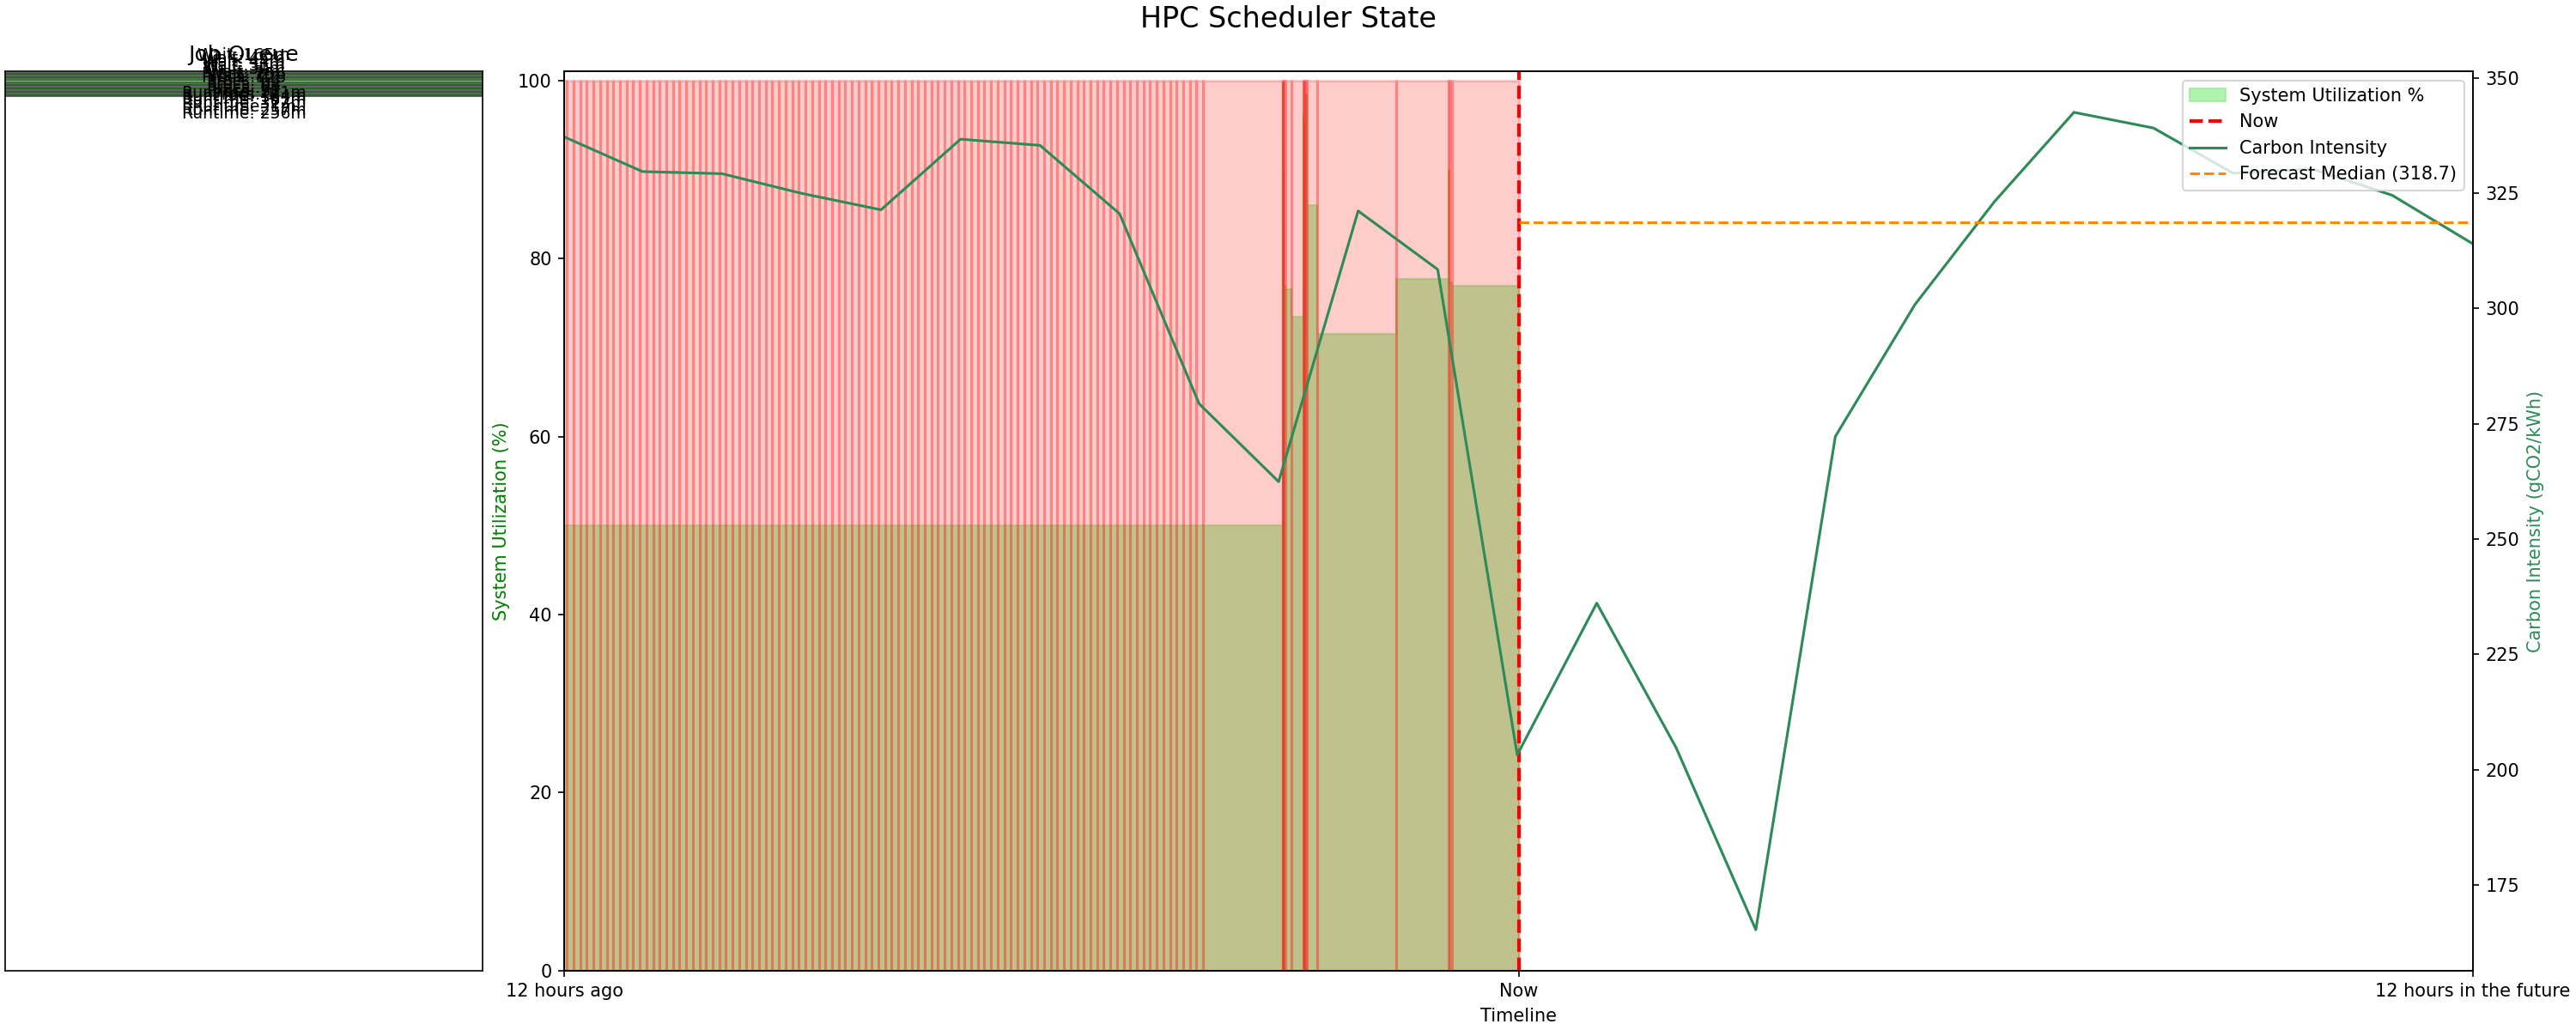 HPC Scheduler State
Job Queue
Runtime: 256m
System Utilization (%)
100
80
60
40
20
0
System Utilization %
Now
Carbon Intensity
Forecast Median (318.7)
350
325
300
275
250
225
200
175
Carbon Intensity (gCO2/kWh)
12 hours ago
Now
12 hours in the future
Timeline